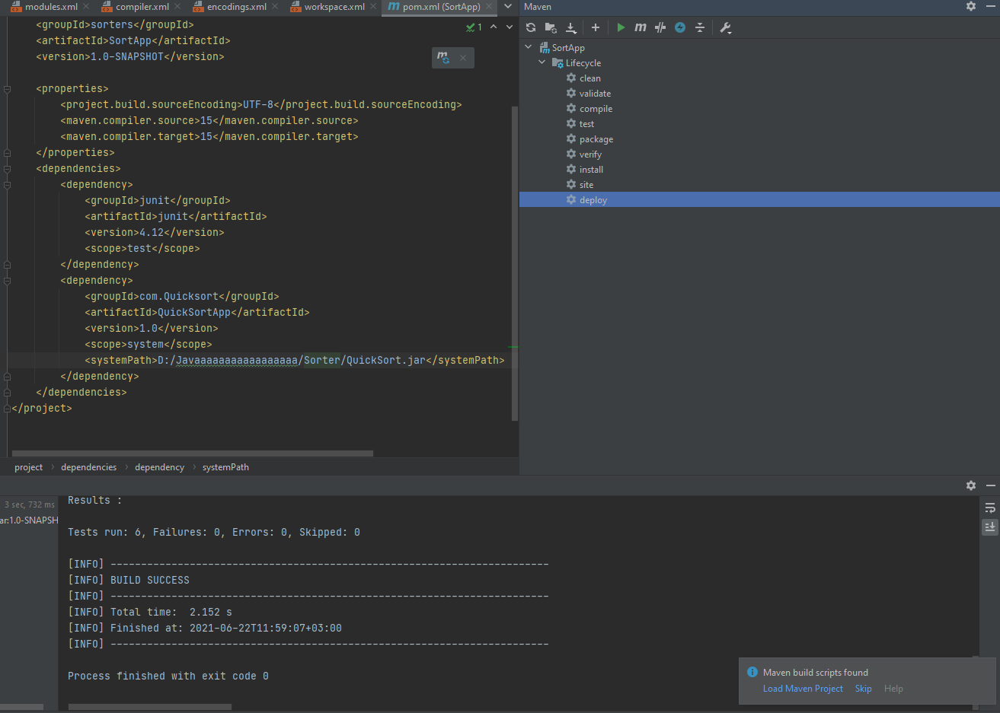 modules.xml
compiler.xml
encodings.xml
workspace.xml
pom.xml (SortApp)
<groupId>sorters</groupId>
<artifactId>SortApp</artifactId>
<version>1.0-SNAPSHOT</version>
<properties>
<project.build.sourceEncoding>UTF-8</project.build.sourceEncoding>
<maven.compiler.source>15</maven.compiler.source>
<maven.compiler.target>15</maven.compiler.target>
</properties>
<dependencies>
<dependency>
<groupId>junit</groupId>
<artifactId>junit</artifactId>
<version>4.12</version>
<scope>test</scope>
</dependency>
<dependency>
<groupId>com.Quicksort</groupId>
<artifactId>QuickSortApp</artifactId>
<version>1.0</version>
<scope>system</scope>
<systemPath>D:/Javaaaaaaaaaaaaaaaaa/Sorter/QuickSort.jar</systemPath>
</dependency>
</dependencies>
</project>
1
project
dependencies
dependency
systemPath
Maven
SortApp
Lifecycle
clean
validate
compile
test
package
verify
install
site
deploy
3 sec, 732 ms
ar:1.0-SNAPSH
Results :
Tests run: 6, Failures: 0, Errors: 0, Skipped: 0
[INFO] ------------------------------------------------------------------------
[INFO] BUILD SUCCESS
[INFO] ------------------------------------------------------------------------
[INFO] Total time:  2.152 s
[INFO] Finished at: 2021-06-22T11:59:07+03:00
[INFO] ------------------------------------------------------------------------
Process finished with exit code 0
Maven build scripts found
Load Maven Project
Skip
Help